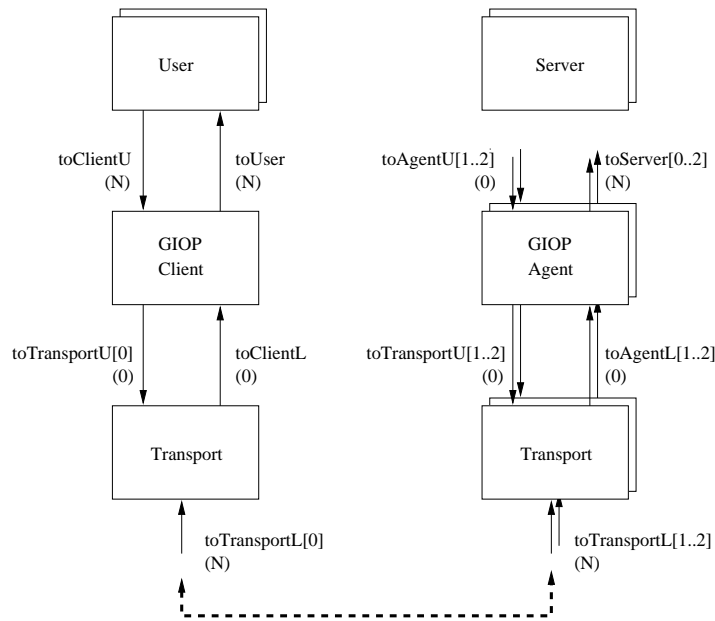 User
Server
toClientU
(N)
toUser
(N)
toAgentU[1..2]
(0)
toServer[0..2]
(N)
GIOP
Client
GIOP
Agent
toTransportU[0]
(0)
toClientL
(0)
toTransportU[1..2]
(0)
toAgentL[1..2]
(0)
Transport
Transport
toTransportL[0]
(N)
toTransportL[1..2]
(N)